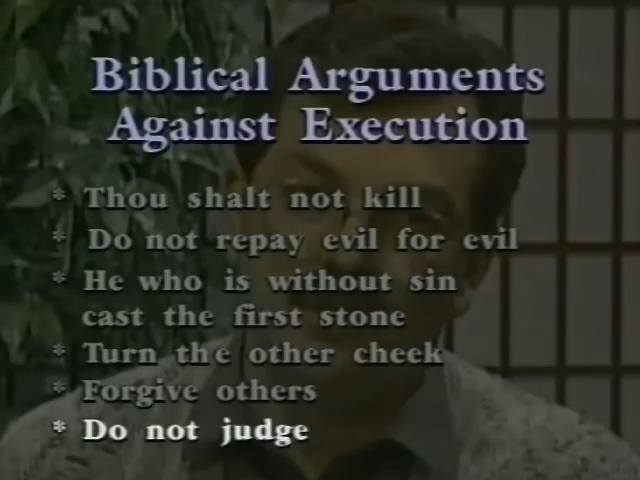 Biblical Arguments
Against Execution
* Thou shalt not kill
* Do not repay evil for evil
* He who is without sin
cast the first stone
* Turn the other cheek
* Forgive others
* Do not judge